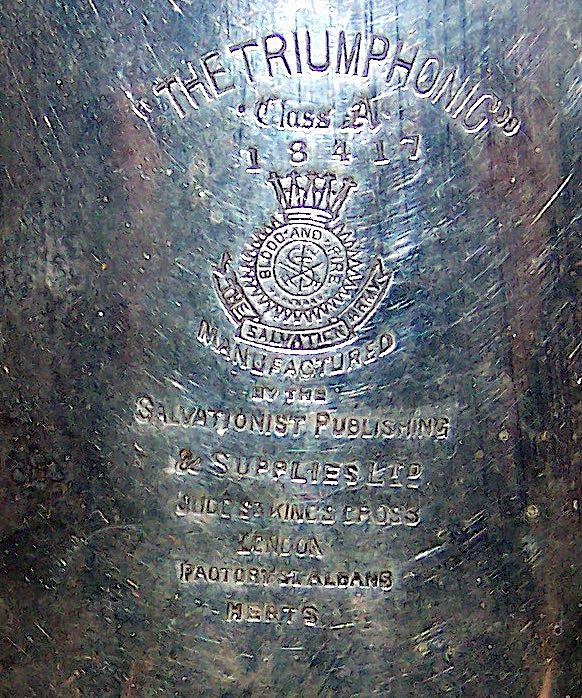 "THE TRIUMPHONIC"
Class A
18417
BLOOD AND FIRE
THE SALVATION ARMY
MANUFACTURED
BY THE
SALVATIONIST PUBLISHING
& SUPPLIES LTD
JUDD ST KINGS CROSS
LONDON
FACTORY ST. ALBANS
HERTS